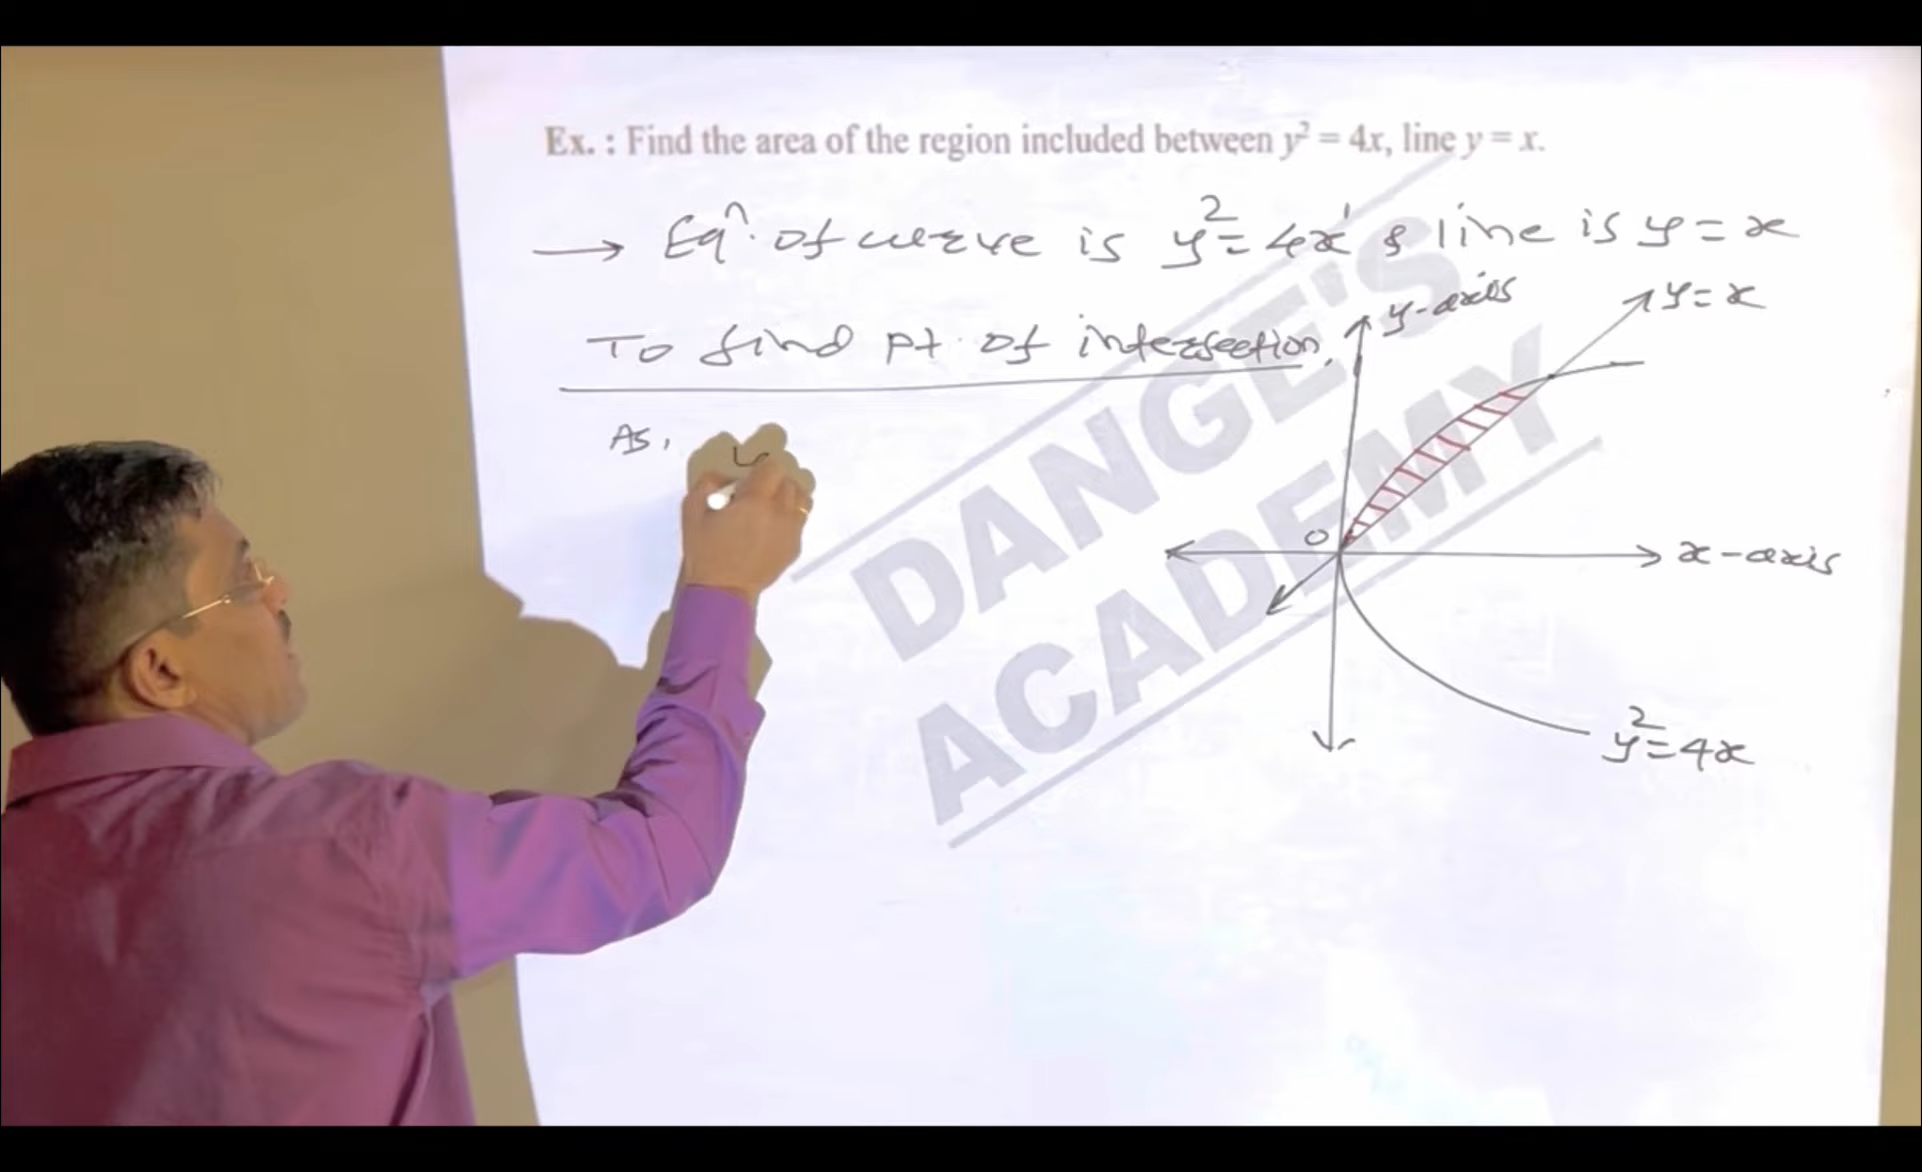 Ex. : Find the area of the region included between y² = 4x, line y = x.
→ Eqⁿ. of curve is y² = 4x & line is y = x
To find pt. of intersection,
As, y
y-axis
y = x
O
x-axis
y² = 4x
DANGE'S
ACADEMY